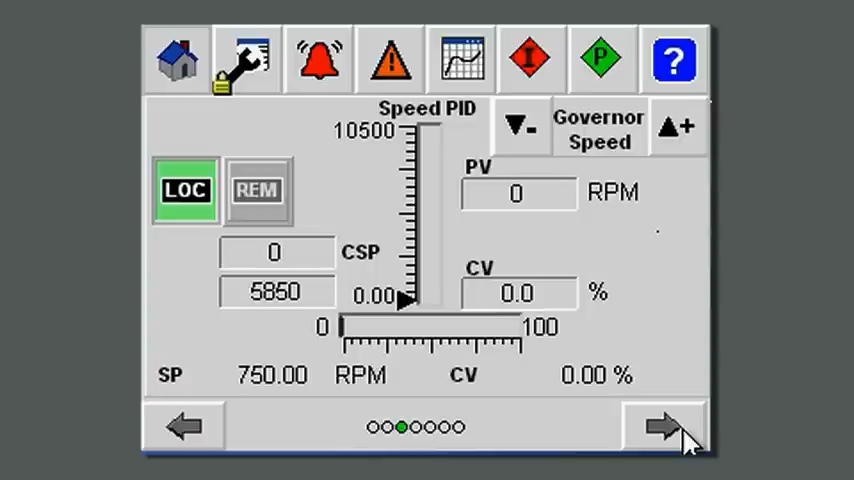 I
P
?
Speed PID
Governor
Speed
10500
-
+
PV
LOC
REM
0
RPM
0
CSP
CV
5850
0.00
0.0
%
0
100
SP
750.00
RPM
CV
0.00 %